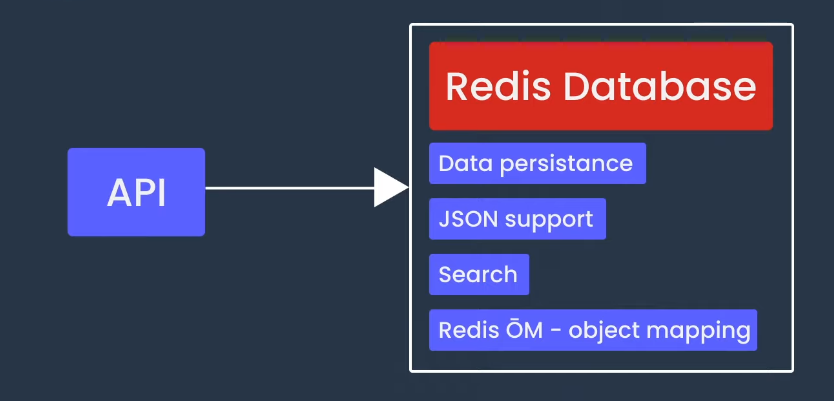 API
Redis Database
Data persistance
JSON support
Search
Redis ŌM - object mapping